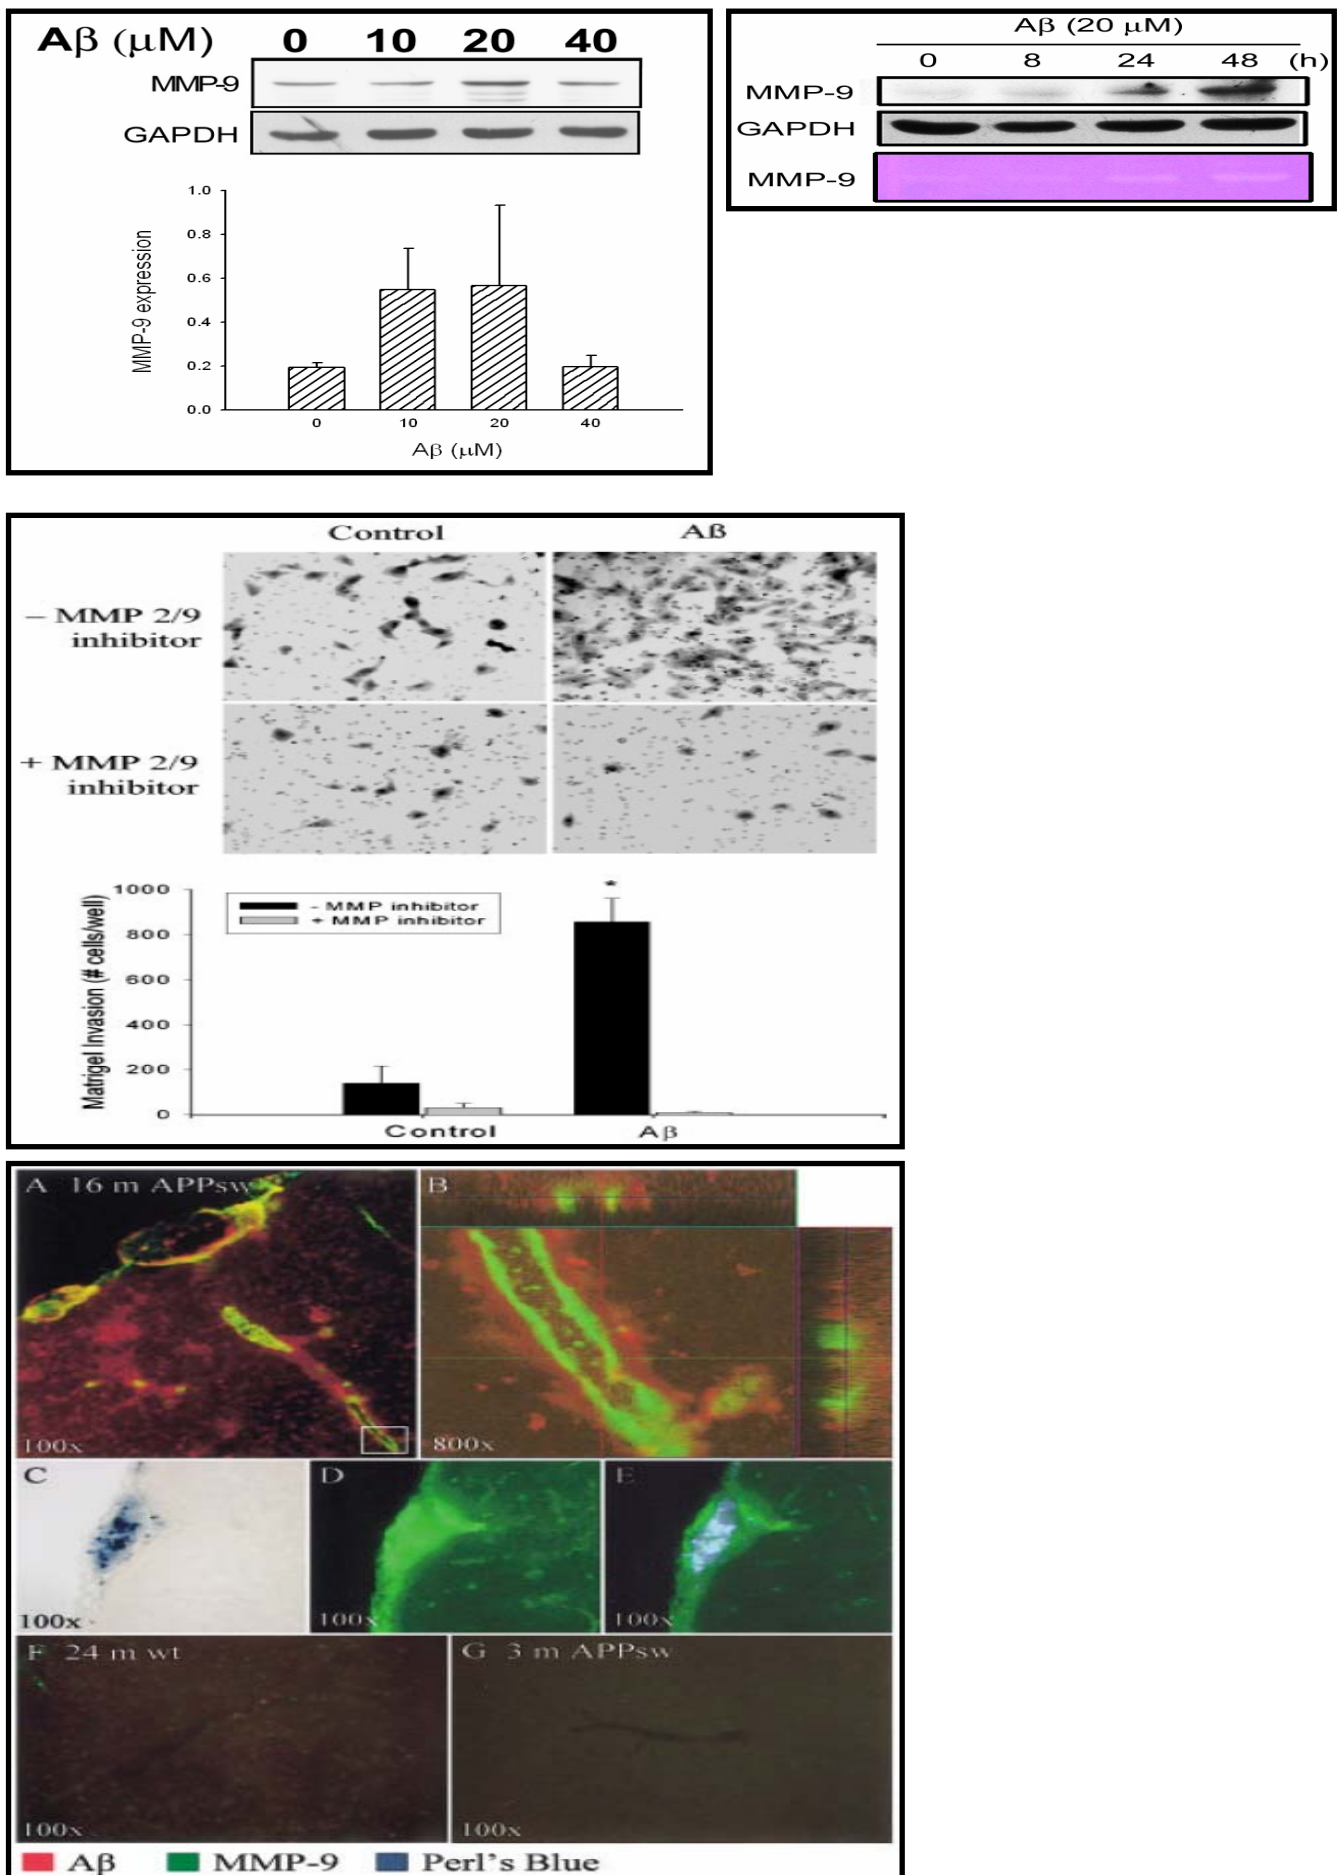 Aβ (μM) 0 10 20 40
MMP-9
GAPDH
1.0
0.8
0.6
0.4
0.2
0.0
MMP-9 expression
0 10 20 40
Aβ (μM)
Aβ (20 μM)
0 8 24 48 (h)
MMP-9
GAPDH
MMP-9
Control Aß
– MMP 2/9
inhibitor
+ MMP 2/9
inhibitor
1000
800
600
400
200
0
Matrigel Invasion (# cells/well)
- MMP inhibitor
+ MMP inhibitor
*
Control Aβ
A 16 m APPsw
100x
B
800x
C
100x
D
100x
E
100x
F 24 m wt
100x
G 3 m APPsw
100x
Aβ MMP-9 Perl's Blue